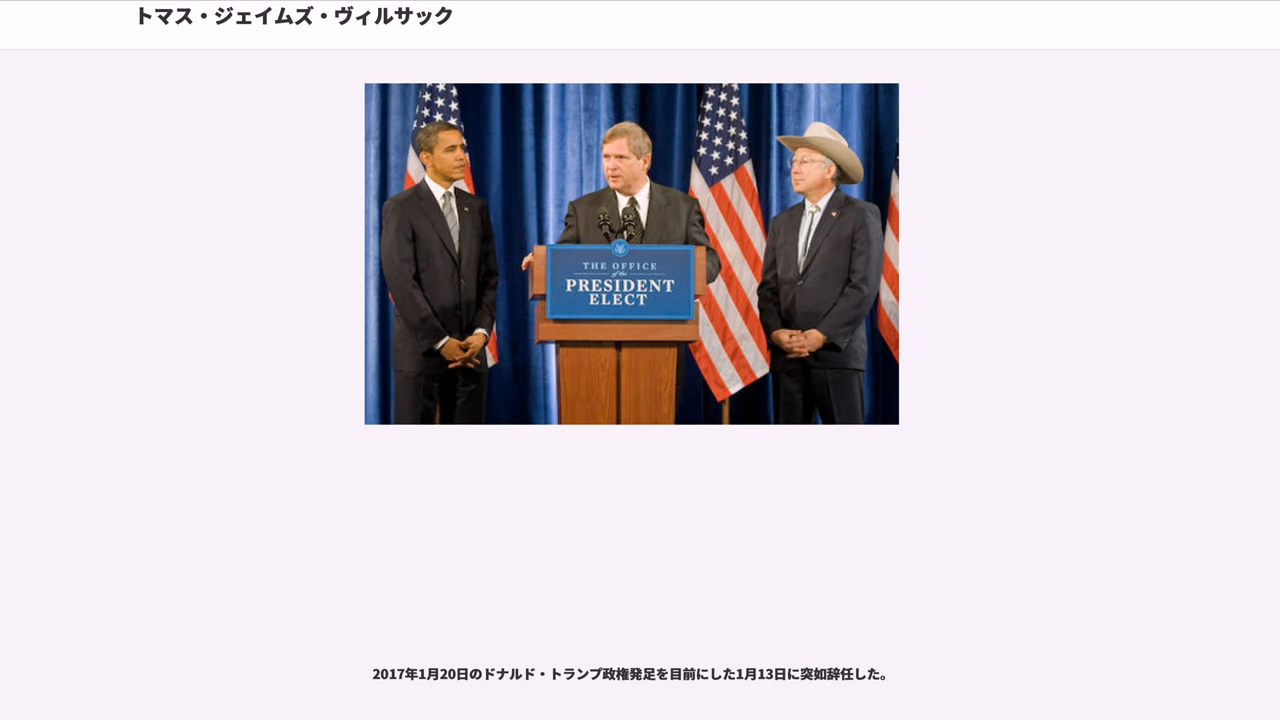 トマス・ジェイムズ・ヴィルサック
THE OFFICE
of the
PRESIDENT
ELECT
2017年1月20日のドナルド・トランプ政権発足を目前にした1月13日に突如辞任した。